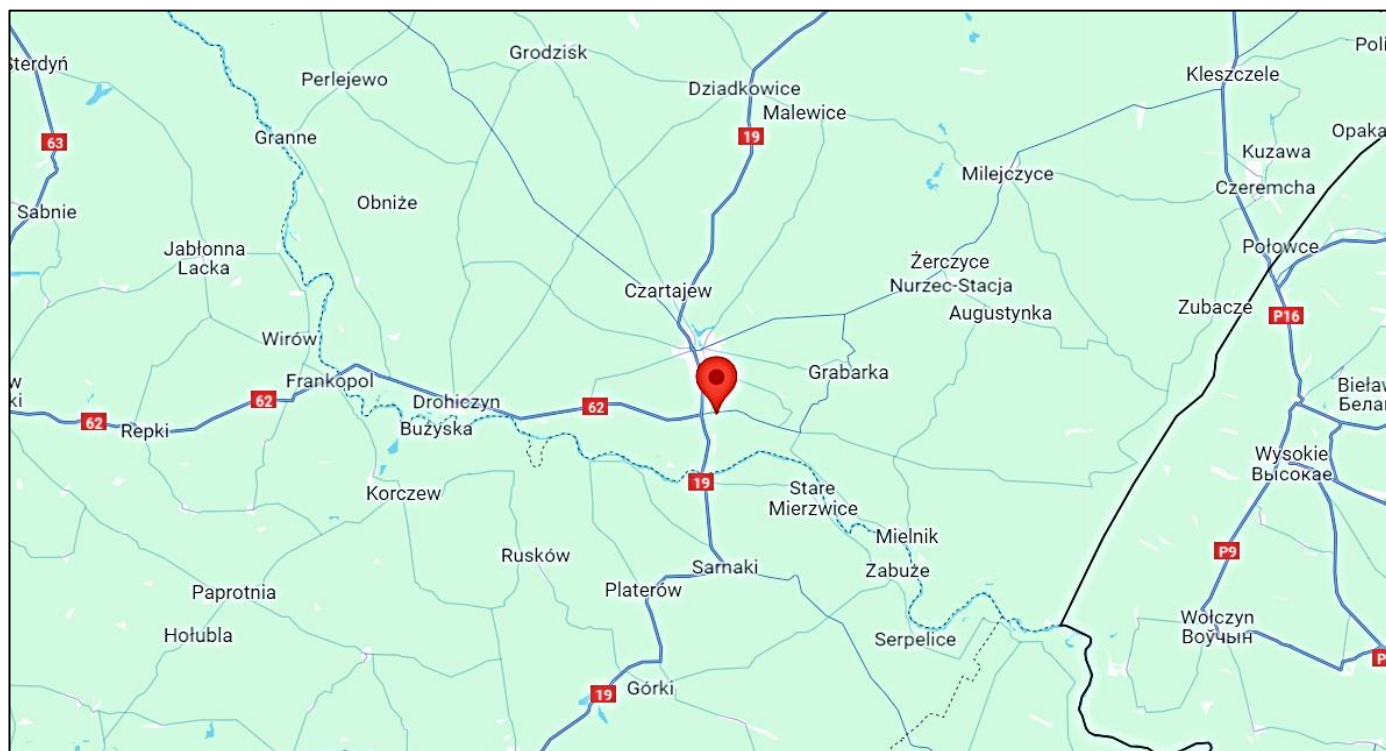 Sterdyń
Perlejewo
Grodzisk
Dziadkowice
Malewice
Kleszczele
Poli
63
Granne
19
Opaka
Kuzawa
Milejczyce
Czeremcha
Sabnie
Obniże
Jabłonna
Lacka
Połowce
Żerczyce
Nurzec-Stacja
Czartajew
Augustynka
Zubacze
P16
Wirów
Frankopol
Grabarka
w
ki
Bieław
Белав
62
62
62
Drohiczyn
Repki
Bużyska
Wysokie
Высокае
19
Korczew
Stare
Mierzwice
Mielnik
P9
Rusków
Sarnaki
Zabuże
Paprotnia
Platerów
Wołczyn
Воўчын
Hołubla
Serpelice
P
19
Górki